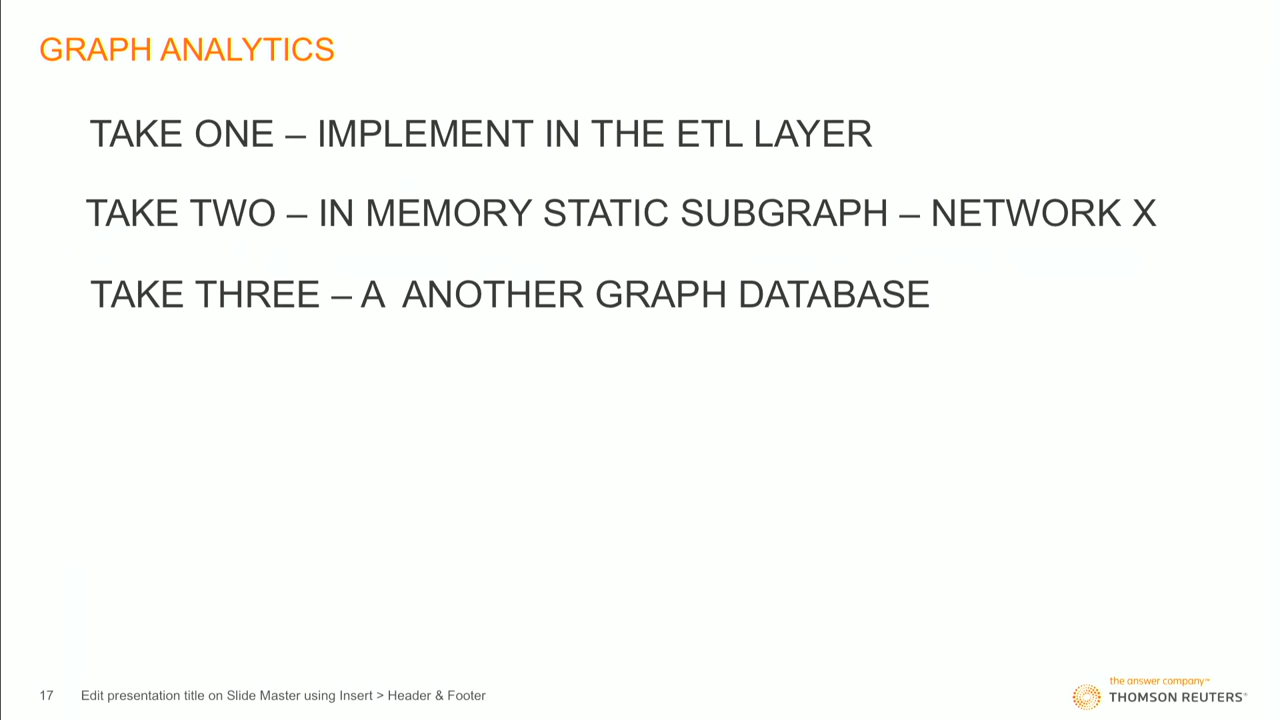 GRAPH ANALYTICS
TAKE ONE – IMPLEMENT IN THE ETL LAYER
TAKE TWO – IN MEMORY STATIC SUBGRAPH – NETWORK X
TAKE THREE – A  ANOTHER GRAPH DATABASE
17 Edit presentation title on Slide Master using Insert > Header & Footer
the answer company™
THOMSON REUTERS®